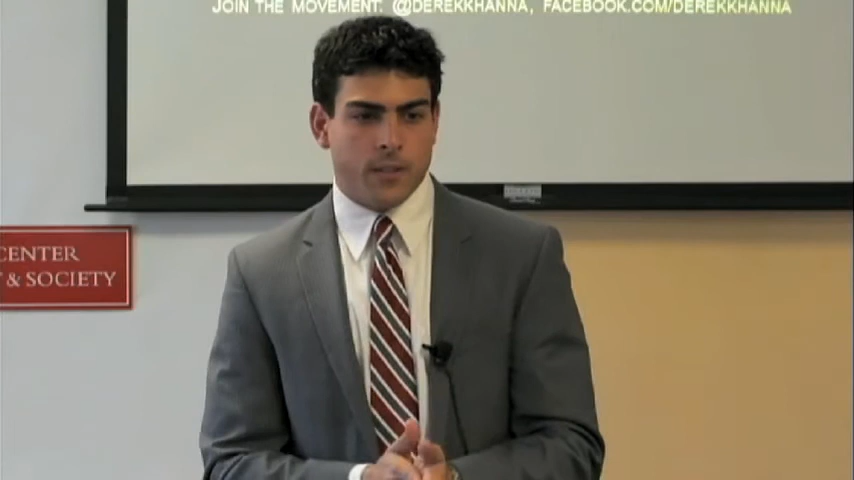 JOIN THE MOVEMENT. @DEREKKHANNA, FACEBOOK.COM/DEREKKHANNA
CENTER
& SOCIETY